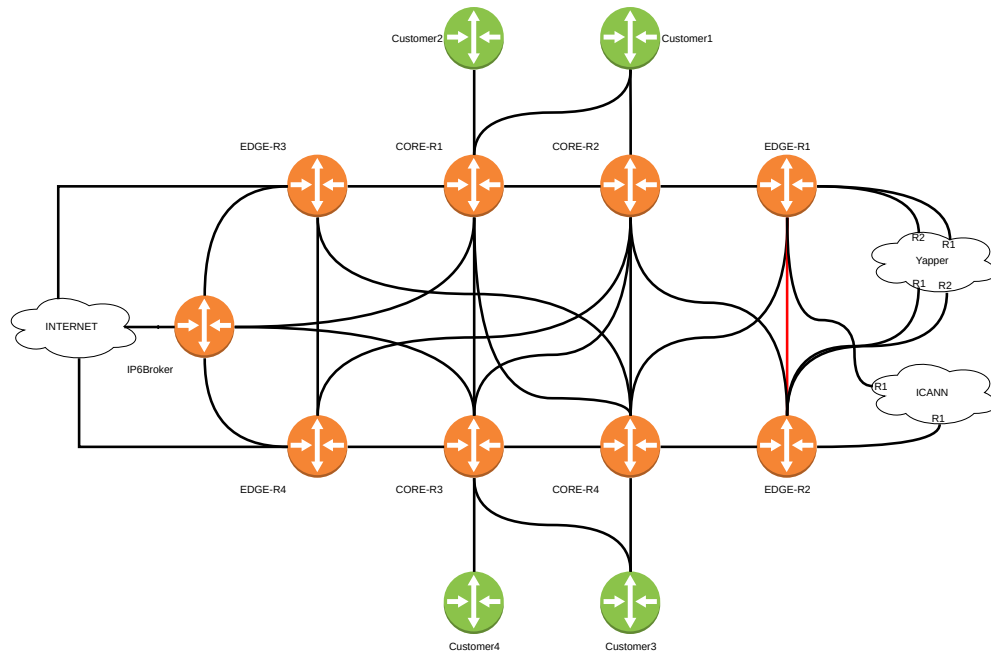 Customer2
Customer1
EDGE-R3
CORE-R1
CORE-R2
EDGE-R1
R2
R1
Yapper
R1
R2
INTERNET
IP6Broker
R1
ICANN
R1
EDGE-R4
CORE-R3
CORE-R4
EDGE-R2
Customer4
Customer3